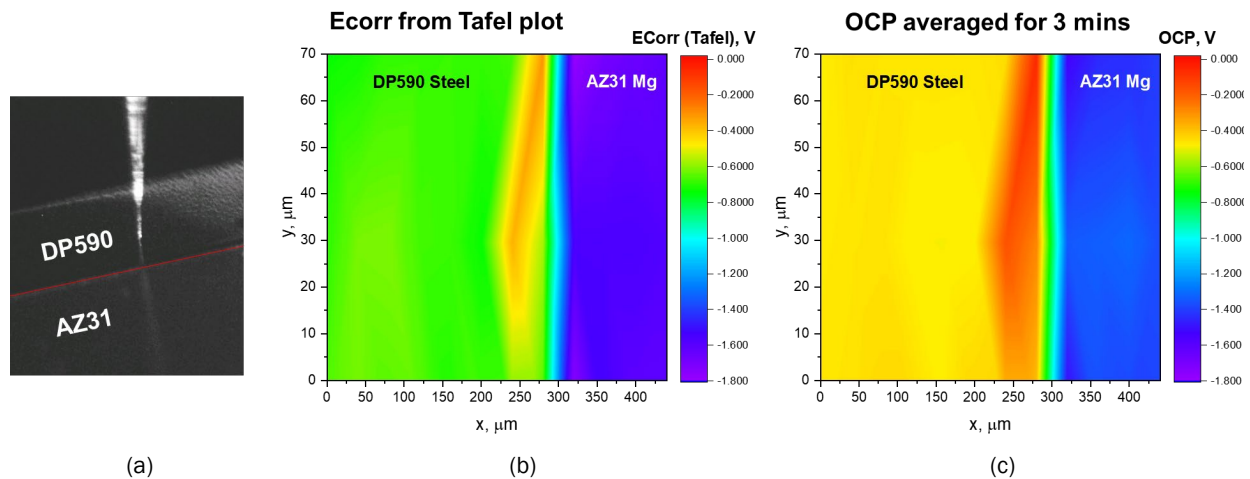 Ecorr from Tafel plot
OCP averaged for 3 mins
DP590
AZ31
ECorr (Tafel), V
DP590 Steel
AZ31 Mg
70
60
50
40
30
20
10
0
y, μm
0 50 100 150 200 250 300 350 400
x, μm
0.000
-0.2000
-0.4000
-0.6000
-0.8000
-1.000
-1.200
-1.400
-1.600
-1.800
OCP, V
DP590 Steel
AZ31 Mg
70
60
50
40
30
20
10
0
y, μm
0 50 100 150 200 250 300 350 400
x, μm
0.000
-0.2000
-0.4000
-0.6000
-0.8000
-1.000
-1.200
-1.400
-1.600
-1.800
(a)
(b)
(c)